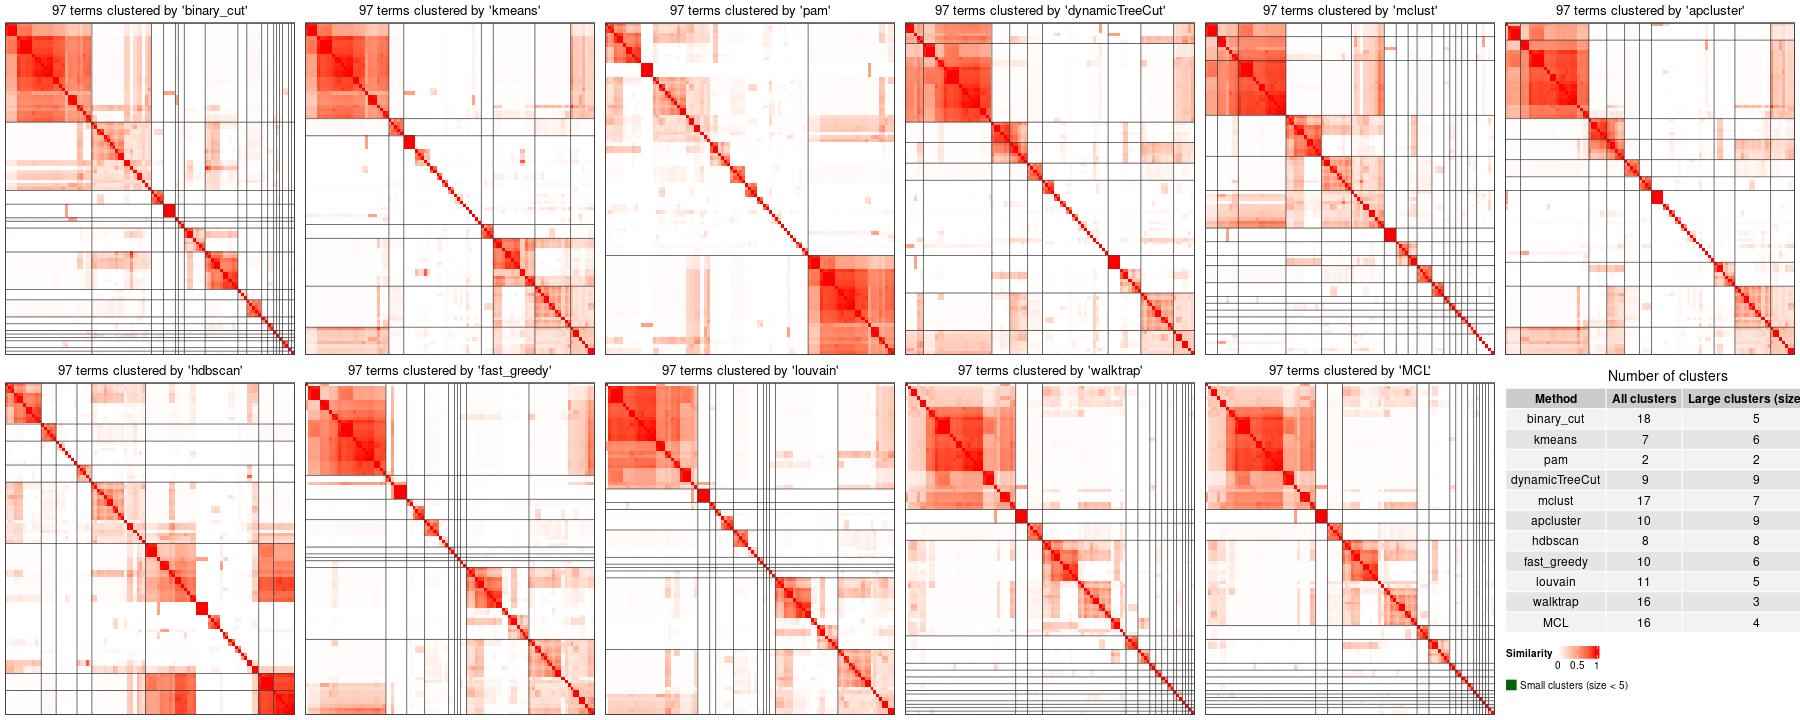 97 terms clustered by 'binary_cut'
97 terms clustered by 'kmeans'
97 terms clustered by 'pam'
97 terms clustered by 'dynamicTreeCut'
97 terms clustered by 'mclust'
97 terms clustered by 'apcluster'
97 terms clustered by 'hdbscan'
97 terms clustered by 'fast_greedy'
97 terms clustered by 'louvain'
97 terms clustered by 'walktrap'
97 terms clustered by 'MCL'
Number of clusters
Method All clusters Large clusters (size
binary_cut 18 5
kmeans 7 6
pam 2 2
dynamicTreeCut 9 9
mclust 17 7
apcluster 10 9
hdbscan 8 8
fast_greedy 10 6
louvain 11 5
walktrap 16 3
MCL 16 4
Similarity
0 0.5 1
Small clusters (size < 5)